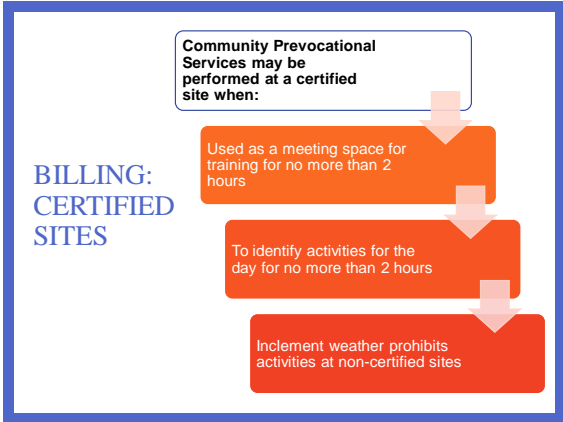 BILLING:
CERTIFIED
SITES
Community Prevocational
Services may be
performed at a certified
site when:
Used as a meeting space for
training for no more than 2
hours
To identify activities for the
day for no more than 2 hours
Inclement weather prohibits
activities at non-certified sites